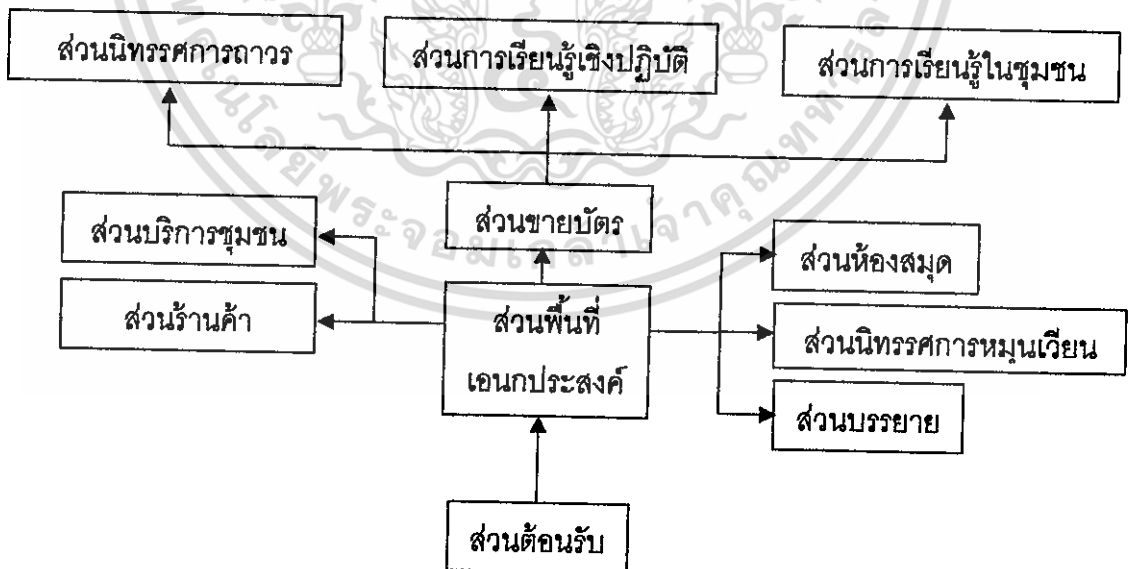 ส่วนนิทรรศการถาวร
ส่วนการเรียนรู้เชิงปฏิบัติ
ส่วนการเรียนรู้ในชุมชน
ส่วนขายบัตร
ส่วนบริการชุมชน
ส่วนห้องสมุด
ส่วนร้านค้า
ส่วนพื้นที่
เอนกประสงค์
ส่วนนิทรรศการหมุนเวียน
ส่วนบรรยาย
ส่วนต้อนรับ